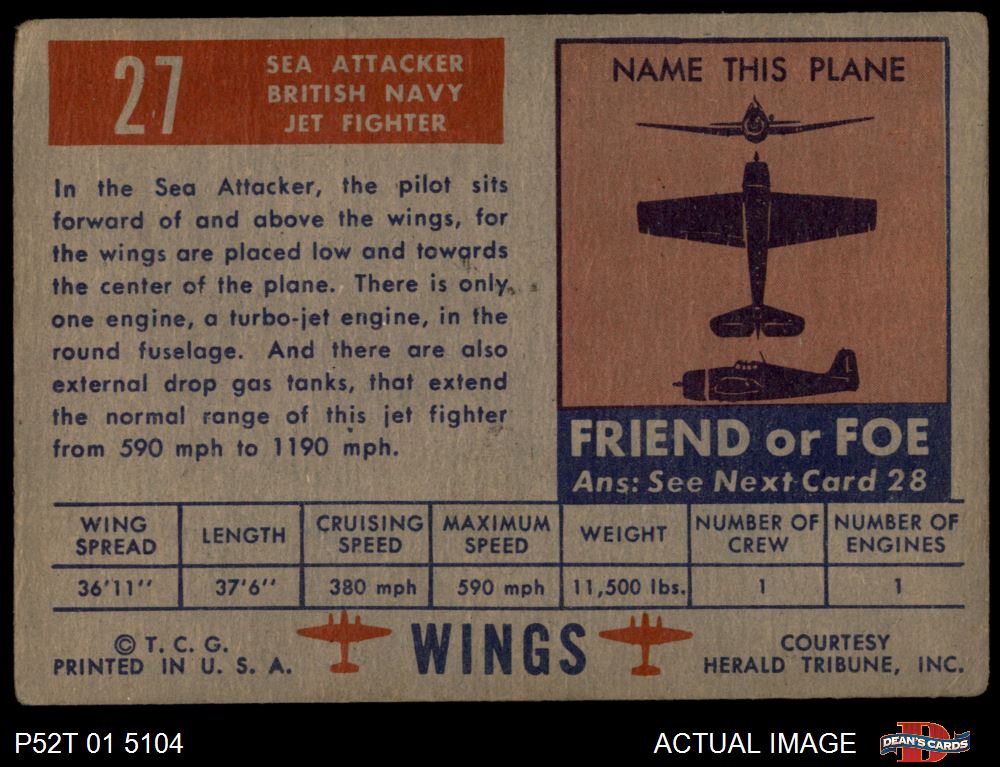 27
SEA ATTACKER
BRITISH NAVY
JET FIGHTER
In the Sea Attacker, the pilot sits
forward of and above the wings, for
the wings are placed low and towards
the center of the plane. There is only
one engine, a turbo-jet engine, in the
round fuselage. And there are also
external drop gas tanks, that extend
the normal range of this jet fighter
from 590 mph to 1190 mph.
NAME THIS PLANE
FRIEND or FOE
Ans: See Next Card 28
WING SPREAD
LENGTH
CRUISING SPEED
MAXIMUM SPEED
WEIGHT
NUMBER OF CREW
NUMBER OF ENGINES
36'11''
37'6''
380 mph
590 mph
11,500 lbs.
1
1
© T. C. G.
PRINTED IN U. S. A.
WINGS
COURTESY
HERALD TRIBUNE, INC.
P52T 01 5104
ACTUAL IMAGE
D
DEAN'S CARDS